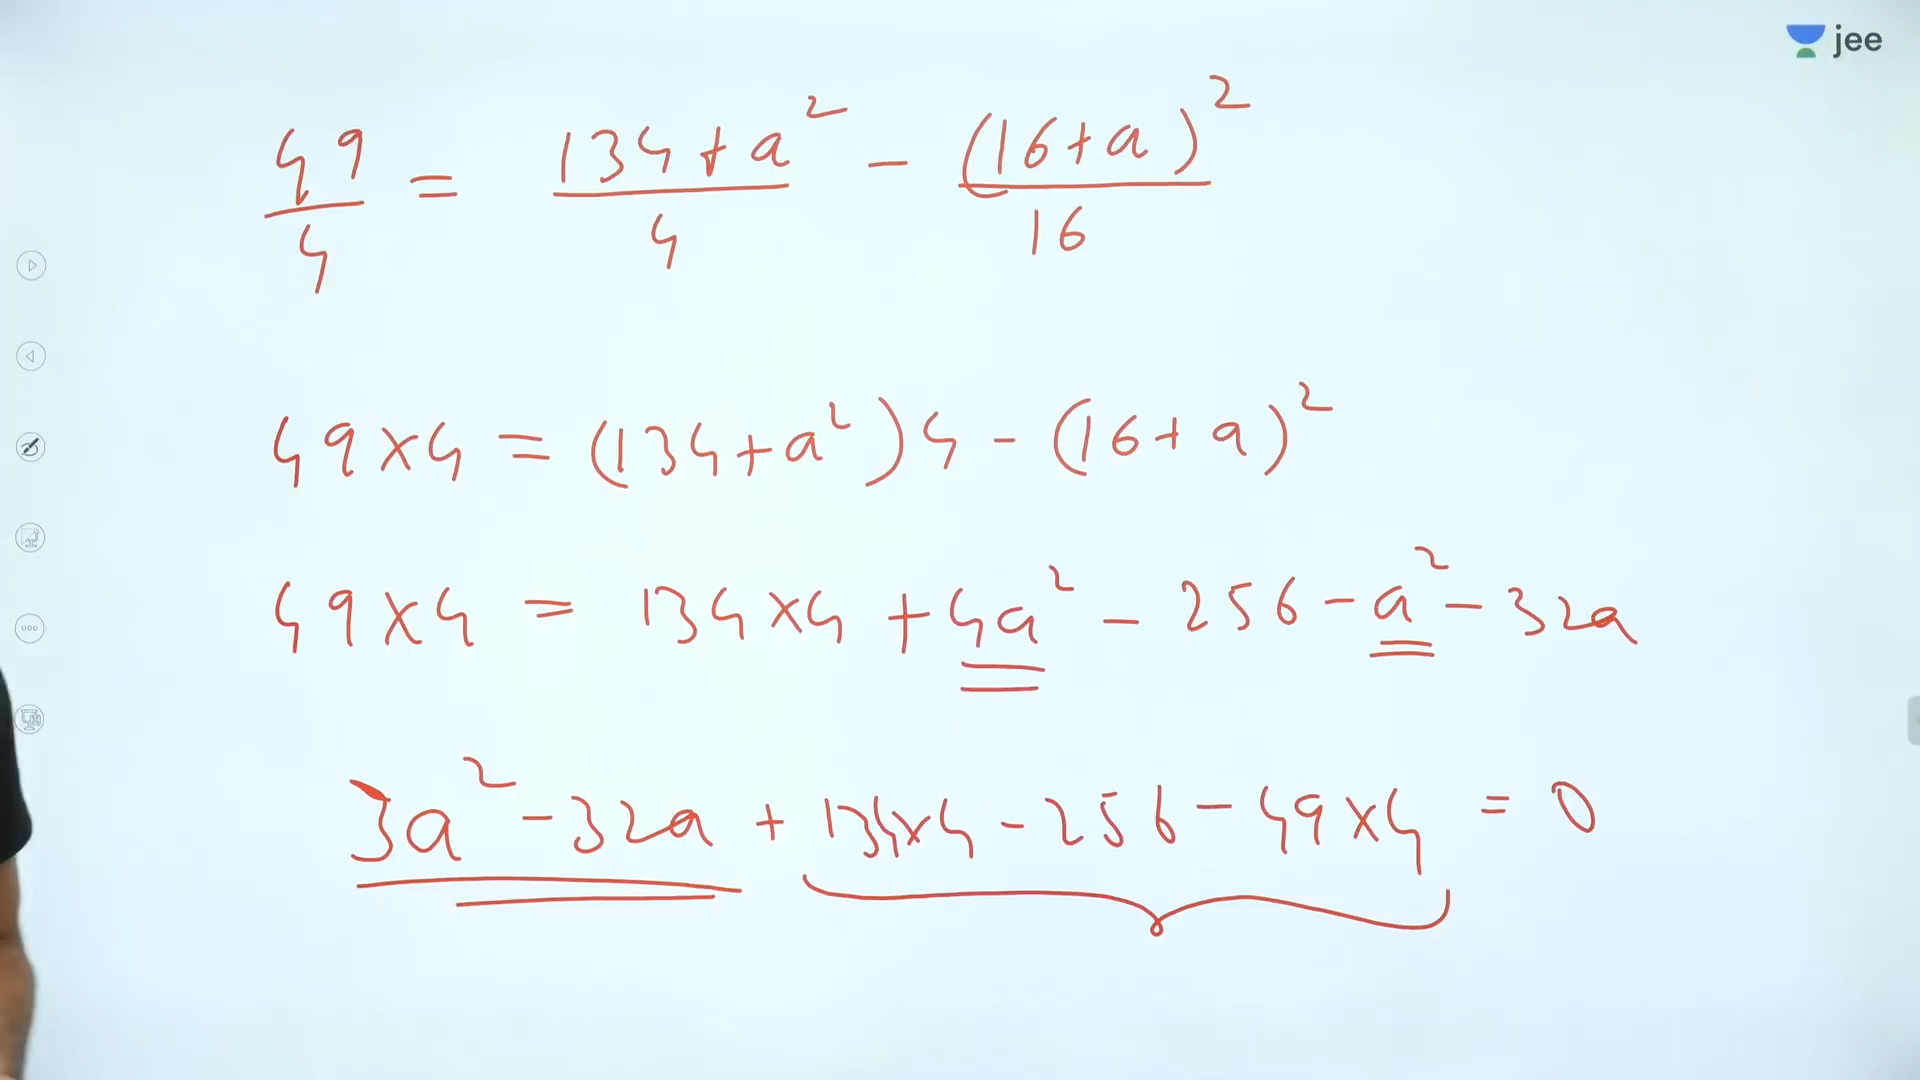 jee
49/4 = (134+a²)/4 - (16+a)²/16
49×4 = (134+a²)4 - (16+a)²
49×4 = 134×4 + 4a² - 256 - a² - 32a
3a² - 32a + 134×4 - 256 - 49×4 = 0